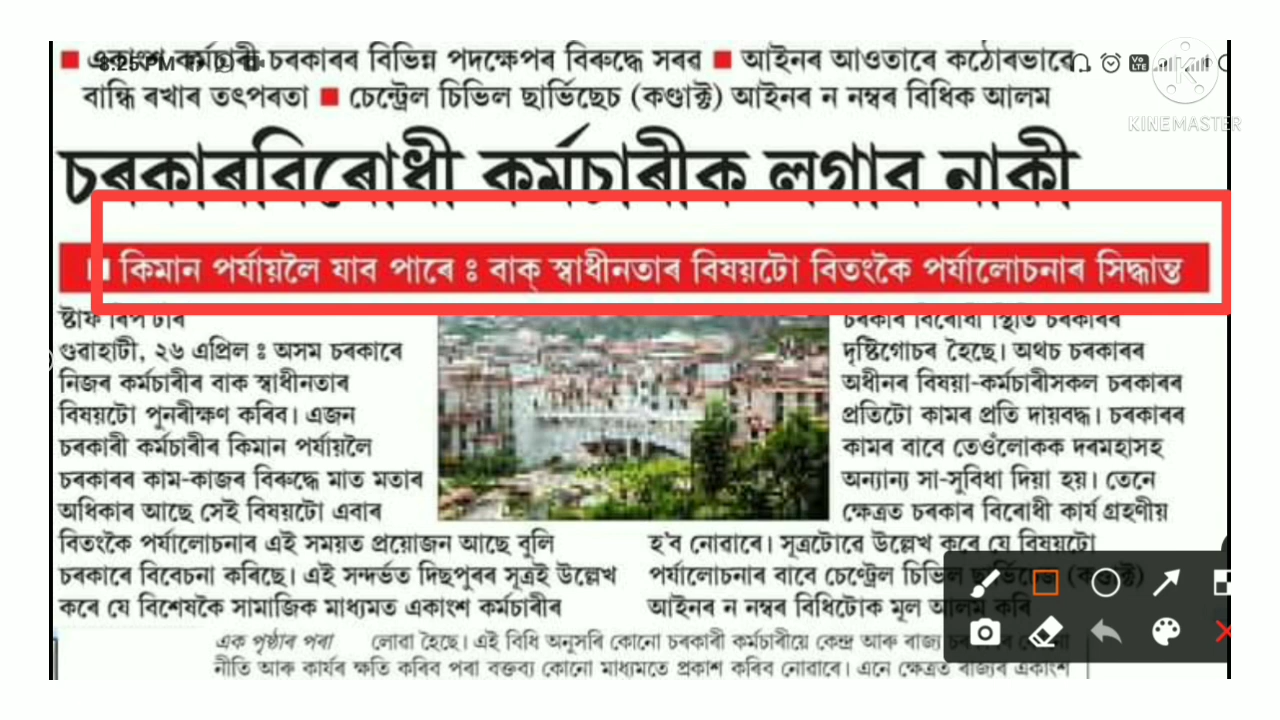 ■ একাংশ কৰ্মচাৰী চৰকাৰৰ বিভিন্ন পদক্ষেপৰ বিৰুদ্ধে সৰৱ ■ আইনৰ আওতাৰে কঠোৰভাৱে
বান্ধি ৰখাৰ তৎপৰতা ■ চেন্ট্ৰেল চিভিল ছাৰ্ভিছেচ (কণ্ডাক্ট) আইনৰ ন নম্বৰ বিধিক আলম
KINEMASTER
চৰকাৰবিৰোধী কৰ্মচাৰীক লগাব নাকী
■ কিমান পৰ্যায়লৈ যাব পাৰে ঃ বাক্ স্বাধীনতাৰ বিষয়টো বিতংকৈ পৰ্যালোচনাৰ সিদ্ধান্ত
ষ্টাফ ৰিপ'ৰ্টাৰ
গুৱাহাটী, ২৬ এপ্ৰিল ঃ অসম চৰকাৰে
নিজৰ কৰ্মচাৰীৰ বাক স্বাধীনতাৰ
বিষয়টো পুনৰীক্ষণ কৰিব। এজন
চৰকাৰী কৰ্মচাৰীৰ কিমান পৰ্যায়লৈ
চৰকাৰৰ কাম-কাজৰ বিৰুদ্ধে মাত মতাৰ
অধিকাৰ আছে সেই বিষয়টো এবাৰ
বিতংকৈ পৰ্যালোচনাৰ এই সময়ত প্ৰয়োজন আছে বুলি
চৰকাৰে বিবেচনা কৰিছে। এই সন্দৰ্ভত দিছপুৰৰ সূত্ৰই উল্লেখ
কৰে যে বিশেষকৈ সামাজিক মাধ্যমত একাংশ কৰ্মচাৰীৰ
চৰকাৰ বিৰোধী স্থিতি চৰকাৰৰ
দৃষ্টিগোচৰ হৈছে। অথচ চৰকাৰৰ
অধীনৰ বিষয়া-কৰ্মচাৰীসকল চৰকাৰৰ
প্ৰতিটো কামৰ প্ৰতি দায়বদ্ধ। চৰকাৰৰ
কামৰ বাবে তেওঁলোকক দৰমহাসহ
অন্যান্য সা-সুবিধা দিয়া হয়। তেনে
ক্ষেত্ৰত চৰকাৰ বিৰোধী কাৰ্য গ্ৰহণীয়
হ'ব নোৱাৰে। সূত্ৰটোৱে উল্লেখ কৰে যে বিষয়টো
পৰ্যালোচনাৰ বাবে চেণ্ট্ৰেল চিভিল ছাৰ্ভিছেজ (কণ্ডাক্ট)
আইনৰ ন নম্বৰ বিধিটোক মূল আলম কৰি
এক পৃষ্ঠাৰ পৰা লোৱা হৈছে। এই বিধি অনুসৰি কোনো চৰকাৰী কৰ্মচাৰীয়ে কেন্দ্ৰ আৰু ৰাজ্য
নীতি আৰু কাৰ্যৰ ক্ষতি কৰিব পৰা বক্তব্য কোনো মাধ্যমতে প্ৰকাশ কৰিব নোৱাৰে। এনে ক্ষেত্ৰত ৰাজ্যৰ একাংশ